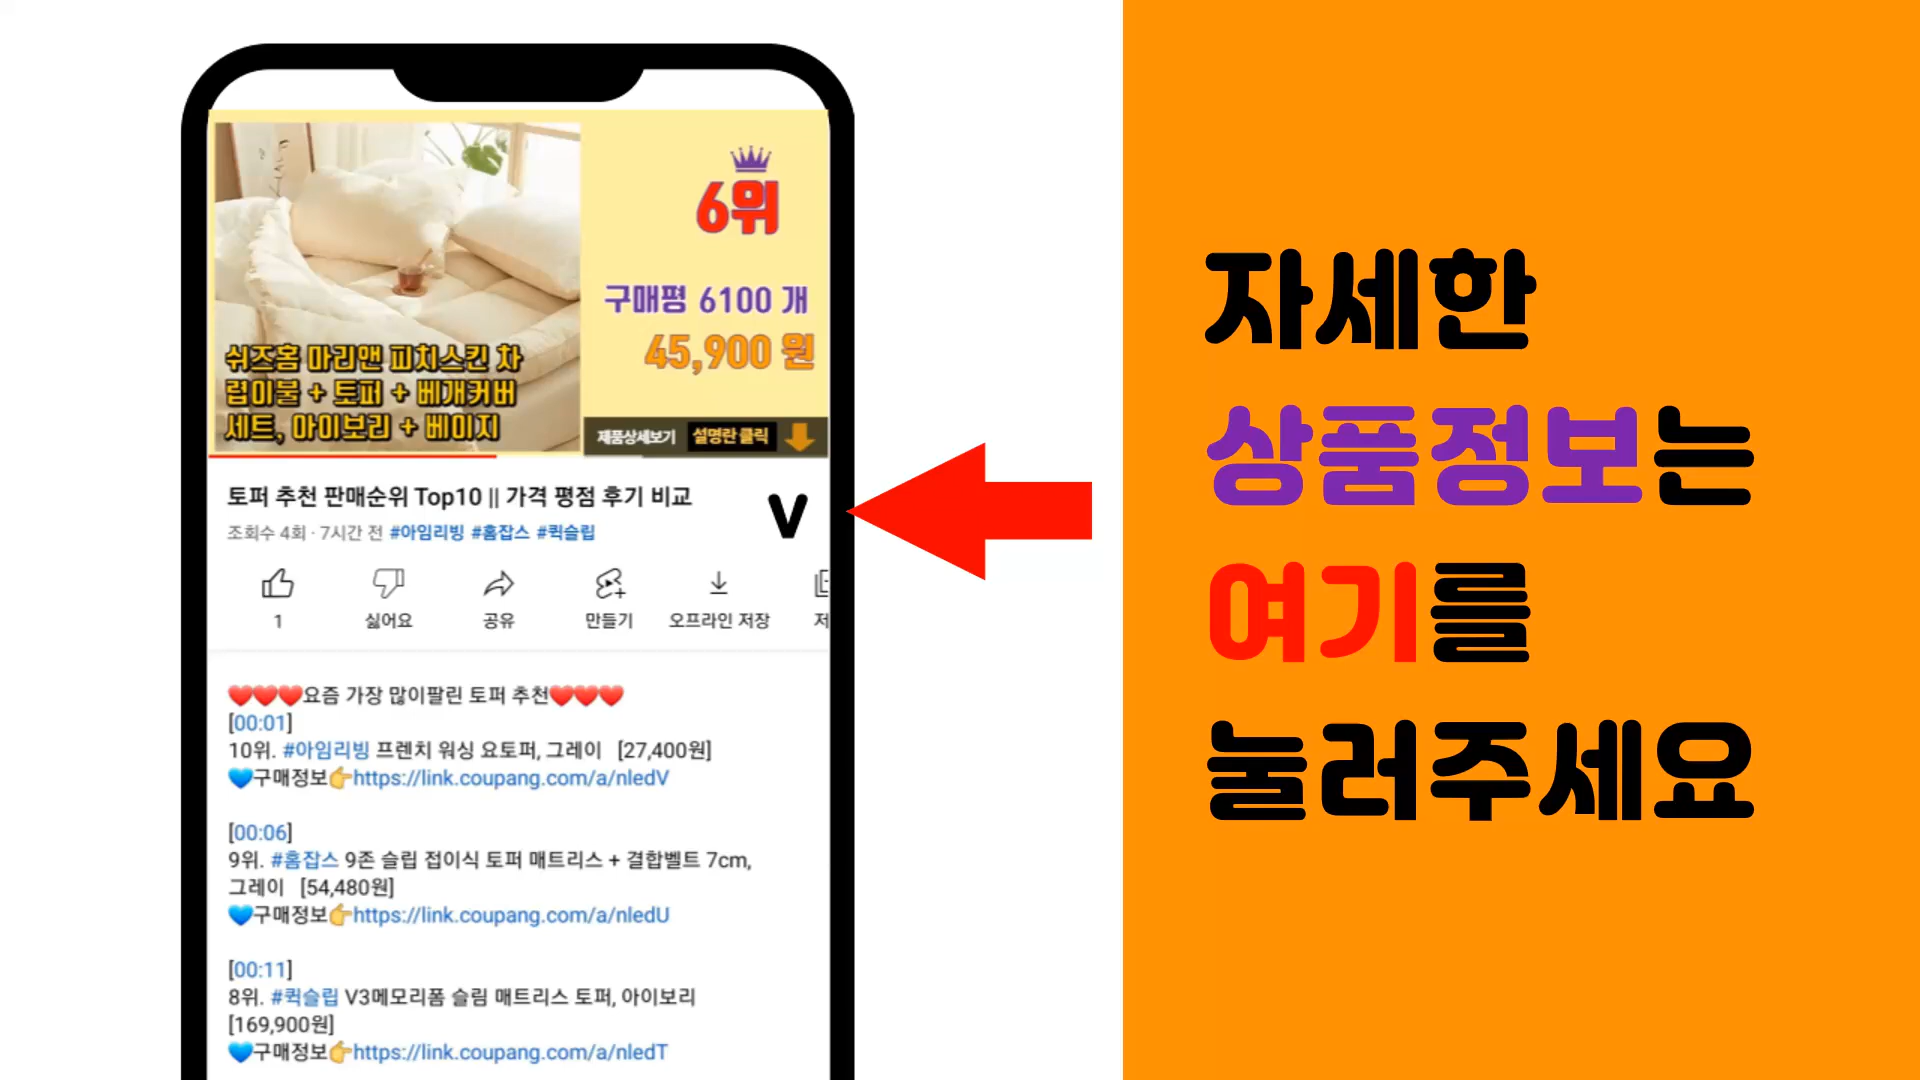 6위
구매평 6100 개
45,900 원
쉬즈홈 마리앤 피치스킨 차
렵이불 + 토퍼 + 베개커버
세트, 아이보리 + 베이지
제품상세보기 설명란 클릭
토퍼 추천 판매순위 Top10 || 가격 평점 후기 비교
V
조회수 4회 · 7시간 전 #아임리빙 #홈잡스 #퀵슬립
1 싫어요 공유 만들기 오프라인 저장 저
❤️❤️❤️요즘 가장 많이팔린 토퍼 추천❤️❤️❤️
[00:01]
10위. #아임리빙 프렌치 워싱 요토퍼, 그레이 [27,400원]
💙구매정보👉https://link.coupang.com/a/nledV
[00:06]
9위. #홈잡스 9존 슬립 접이식 토퍼 매트리스 + 결합벨트 7cm,
그레이 [54,480원]
💙구매정보👉https://link.coupang.com/a/nledU
[00:11]
8위. #퀵슬립 V3메모리폼 슬림 매트리스 토퍼, 아이보리
[169,900원]
💙구매정보👉https://link.coupang.com/a/nledT
자세한
상품정보는
여기를
눌러주세요